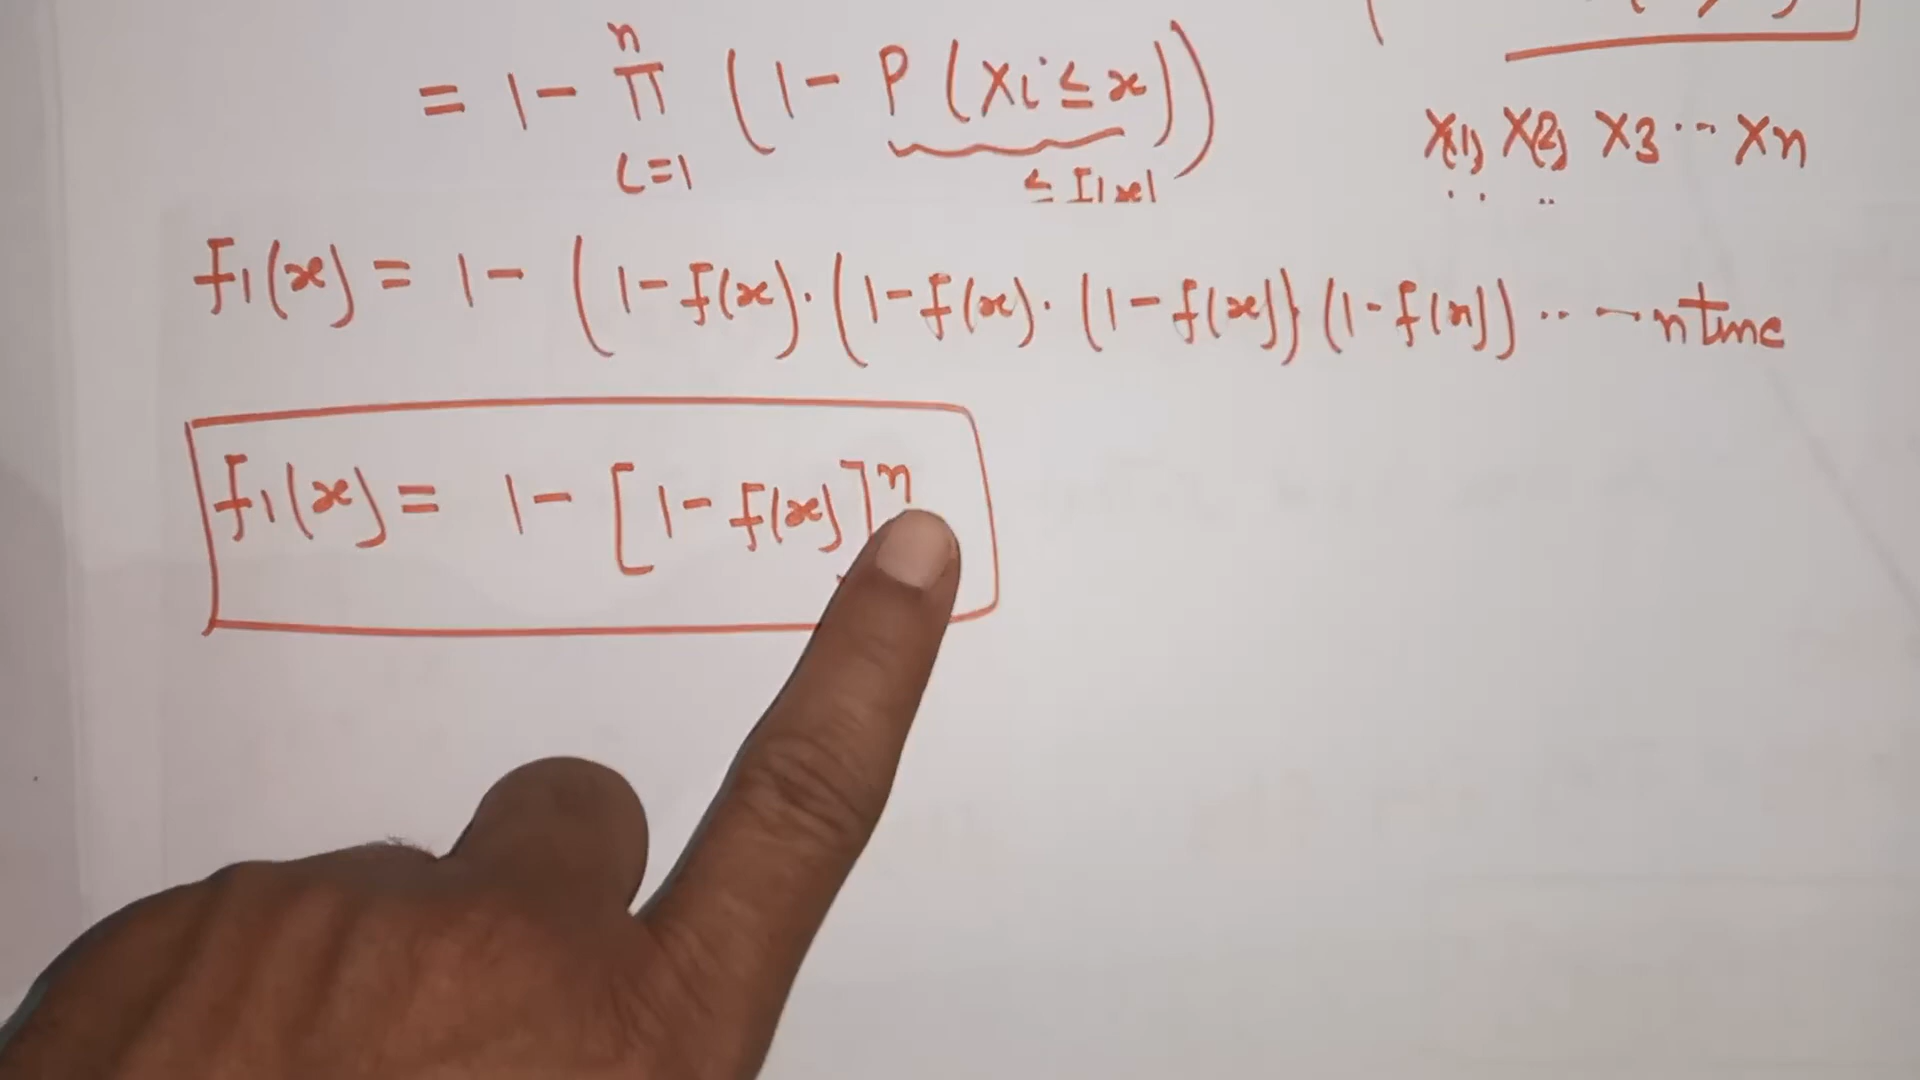 = 1 - n Π i=1 (1 - P(Xi ≤ x))
X(1), X(2), X3 ... Xn
F1(x) = 1 - (1 - F(x). (1 - F(x). (1 - F(x)) (1 - F(x)) .. -- n time
F1(x) = 1 - [1 - F(x)]^n